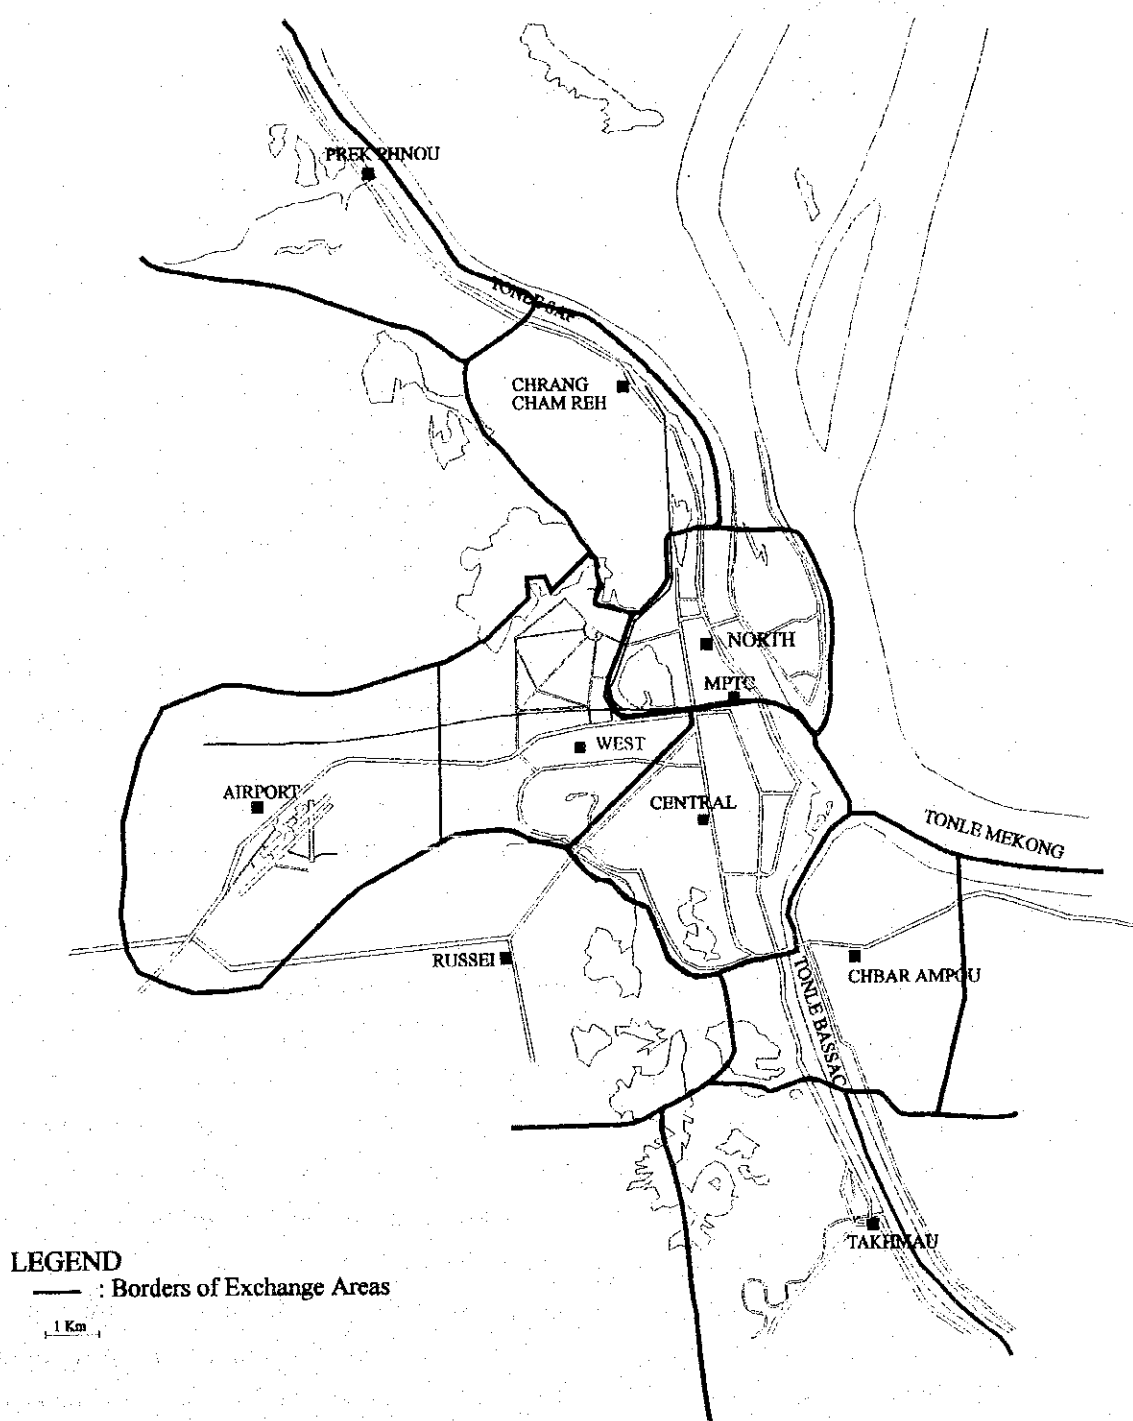 PREK PHNOU
TONLE SAP
CHRANG
CHAM REH
NORTH
MPTC
WEST
AIRPORT
CENTRAL
TONLE MEKONG
RUSSEI
CHBAR AMPOU
TONLE BASSAC
TAKHMAU
LEGEND
: Borders of Exchange Areas
1 Km